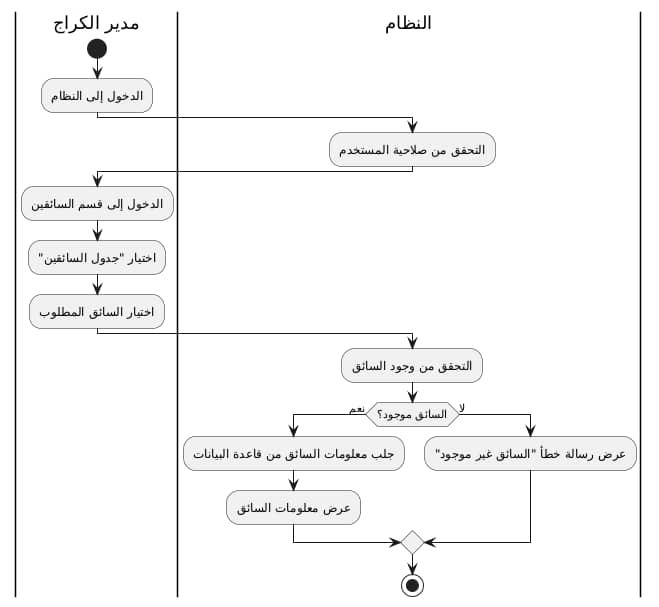 مدير الكراج
النظام
الدخول إلى النظام
التحقق من صلاحية المستخدم
الدخول إلى قسم السائقين
اختيار "جدول السائقين"
اختيار السائق المطلوب
التحقق من وجود السائق
السائق موجود؟
نعم
لا
جلب معلومات السائق من قاعدة البيانات
عرض رسالة خطأ "السائق غير موجود"
عرض معلومات السائق